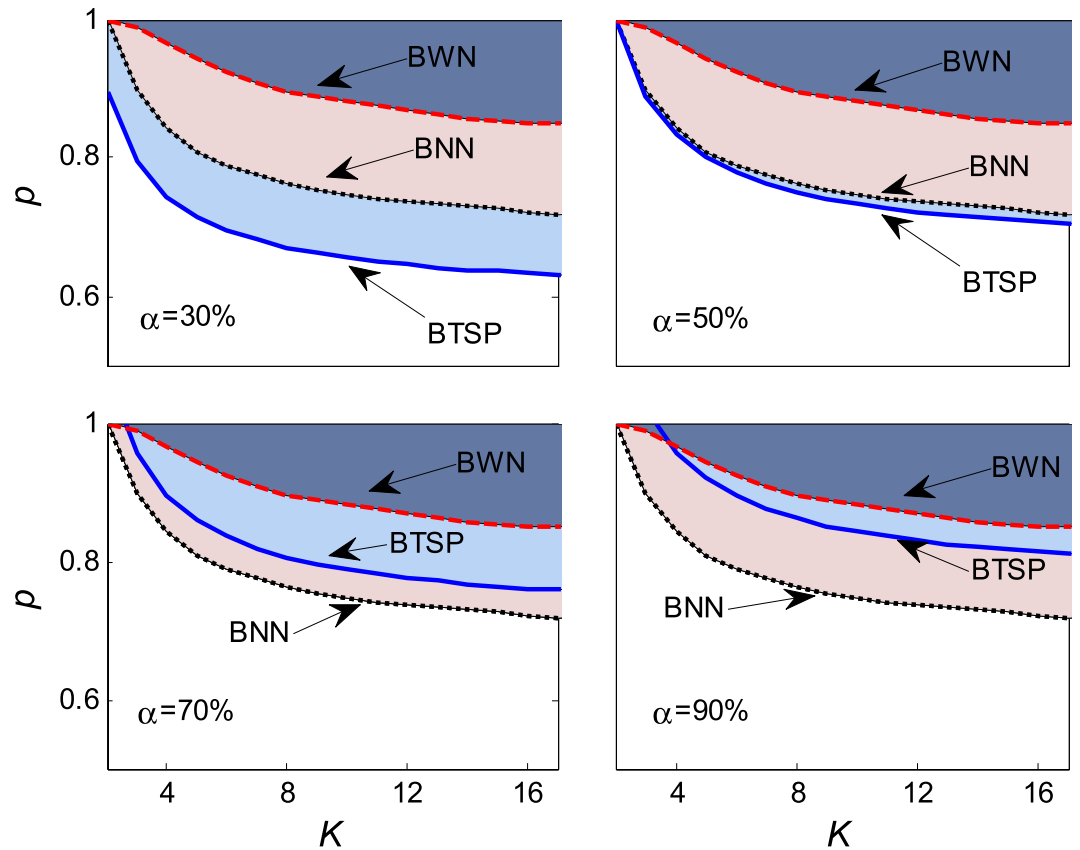 1
0.8
0.6
p
BWN
BNN
BTSP
α=30%
BWN
BNN
BTSP
α=50%
1
0.8
0.6
p
BWN
BTSP
BNN
α=70%
4 8 12 16
K
BWN
BTSP
BNN
α=90%
4 8 12 16
K